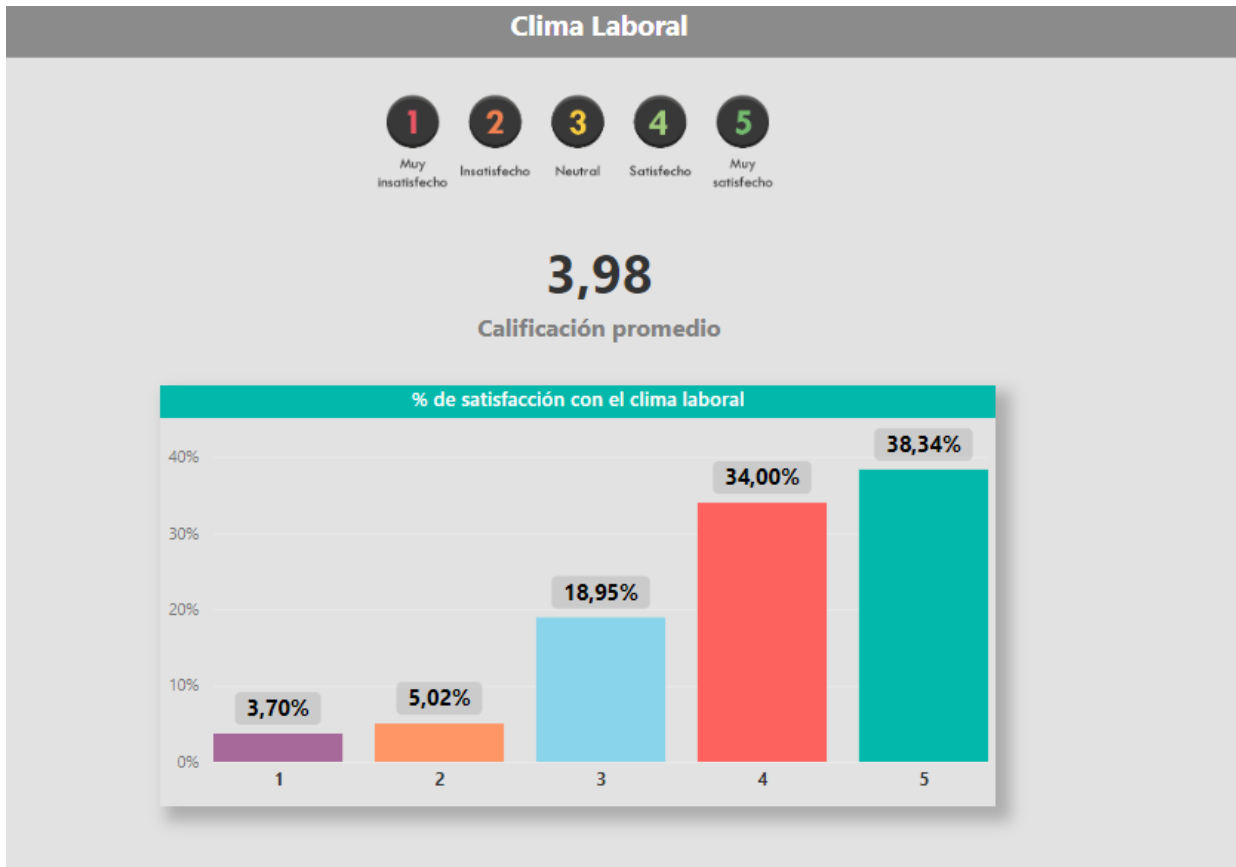 Clima Laboral
1 2 3 4 5
Muy insatisfecho Insatisfecho Neutral Satisfecho Muy satisfecho
3,98
Calificación promedio
% de satisfacción con el clima laboral
40%
30%
20%
10%
0%
3,70% 5,02% 18,95% 34,00% 38,34%
1 2 3 4 5